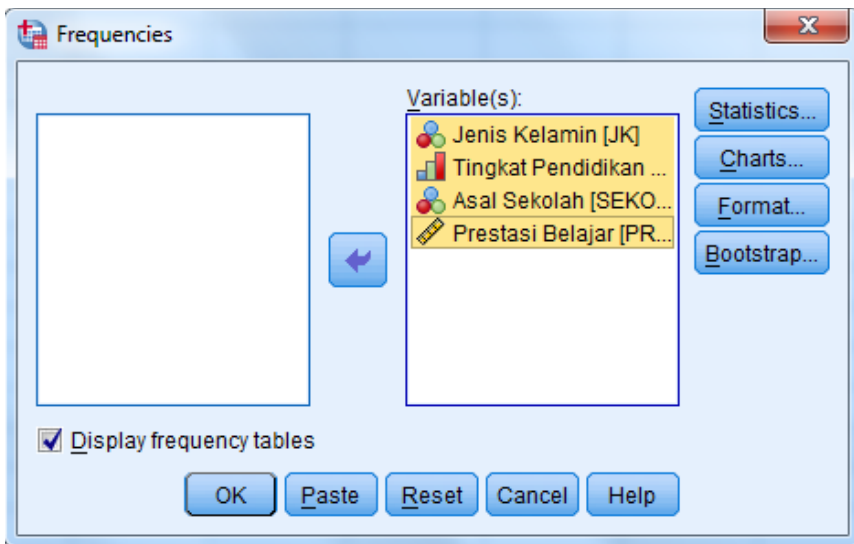 Frequencies
X
Variable(s):
Jenis Kelamin [JK]
Tingkat Pendidikan ...
Asal Sekolah [SEKO...
Prestasi Belajar [PR...
Statistics...
Charts...
Format...
Bootstrap...
Display frequency tables
OK Paste Reset Cancel Help